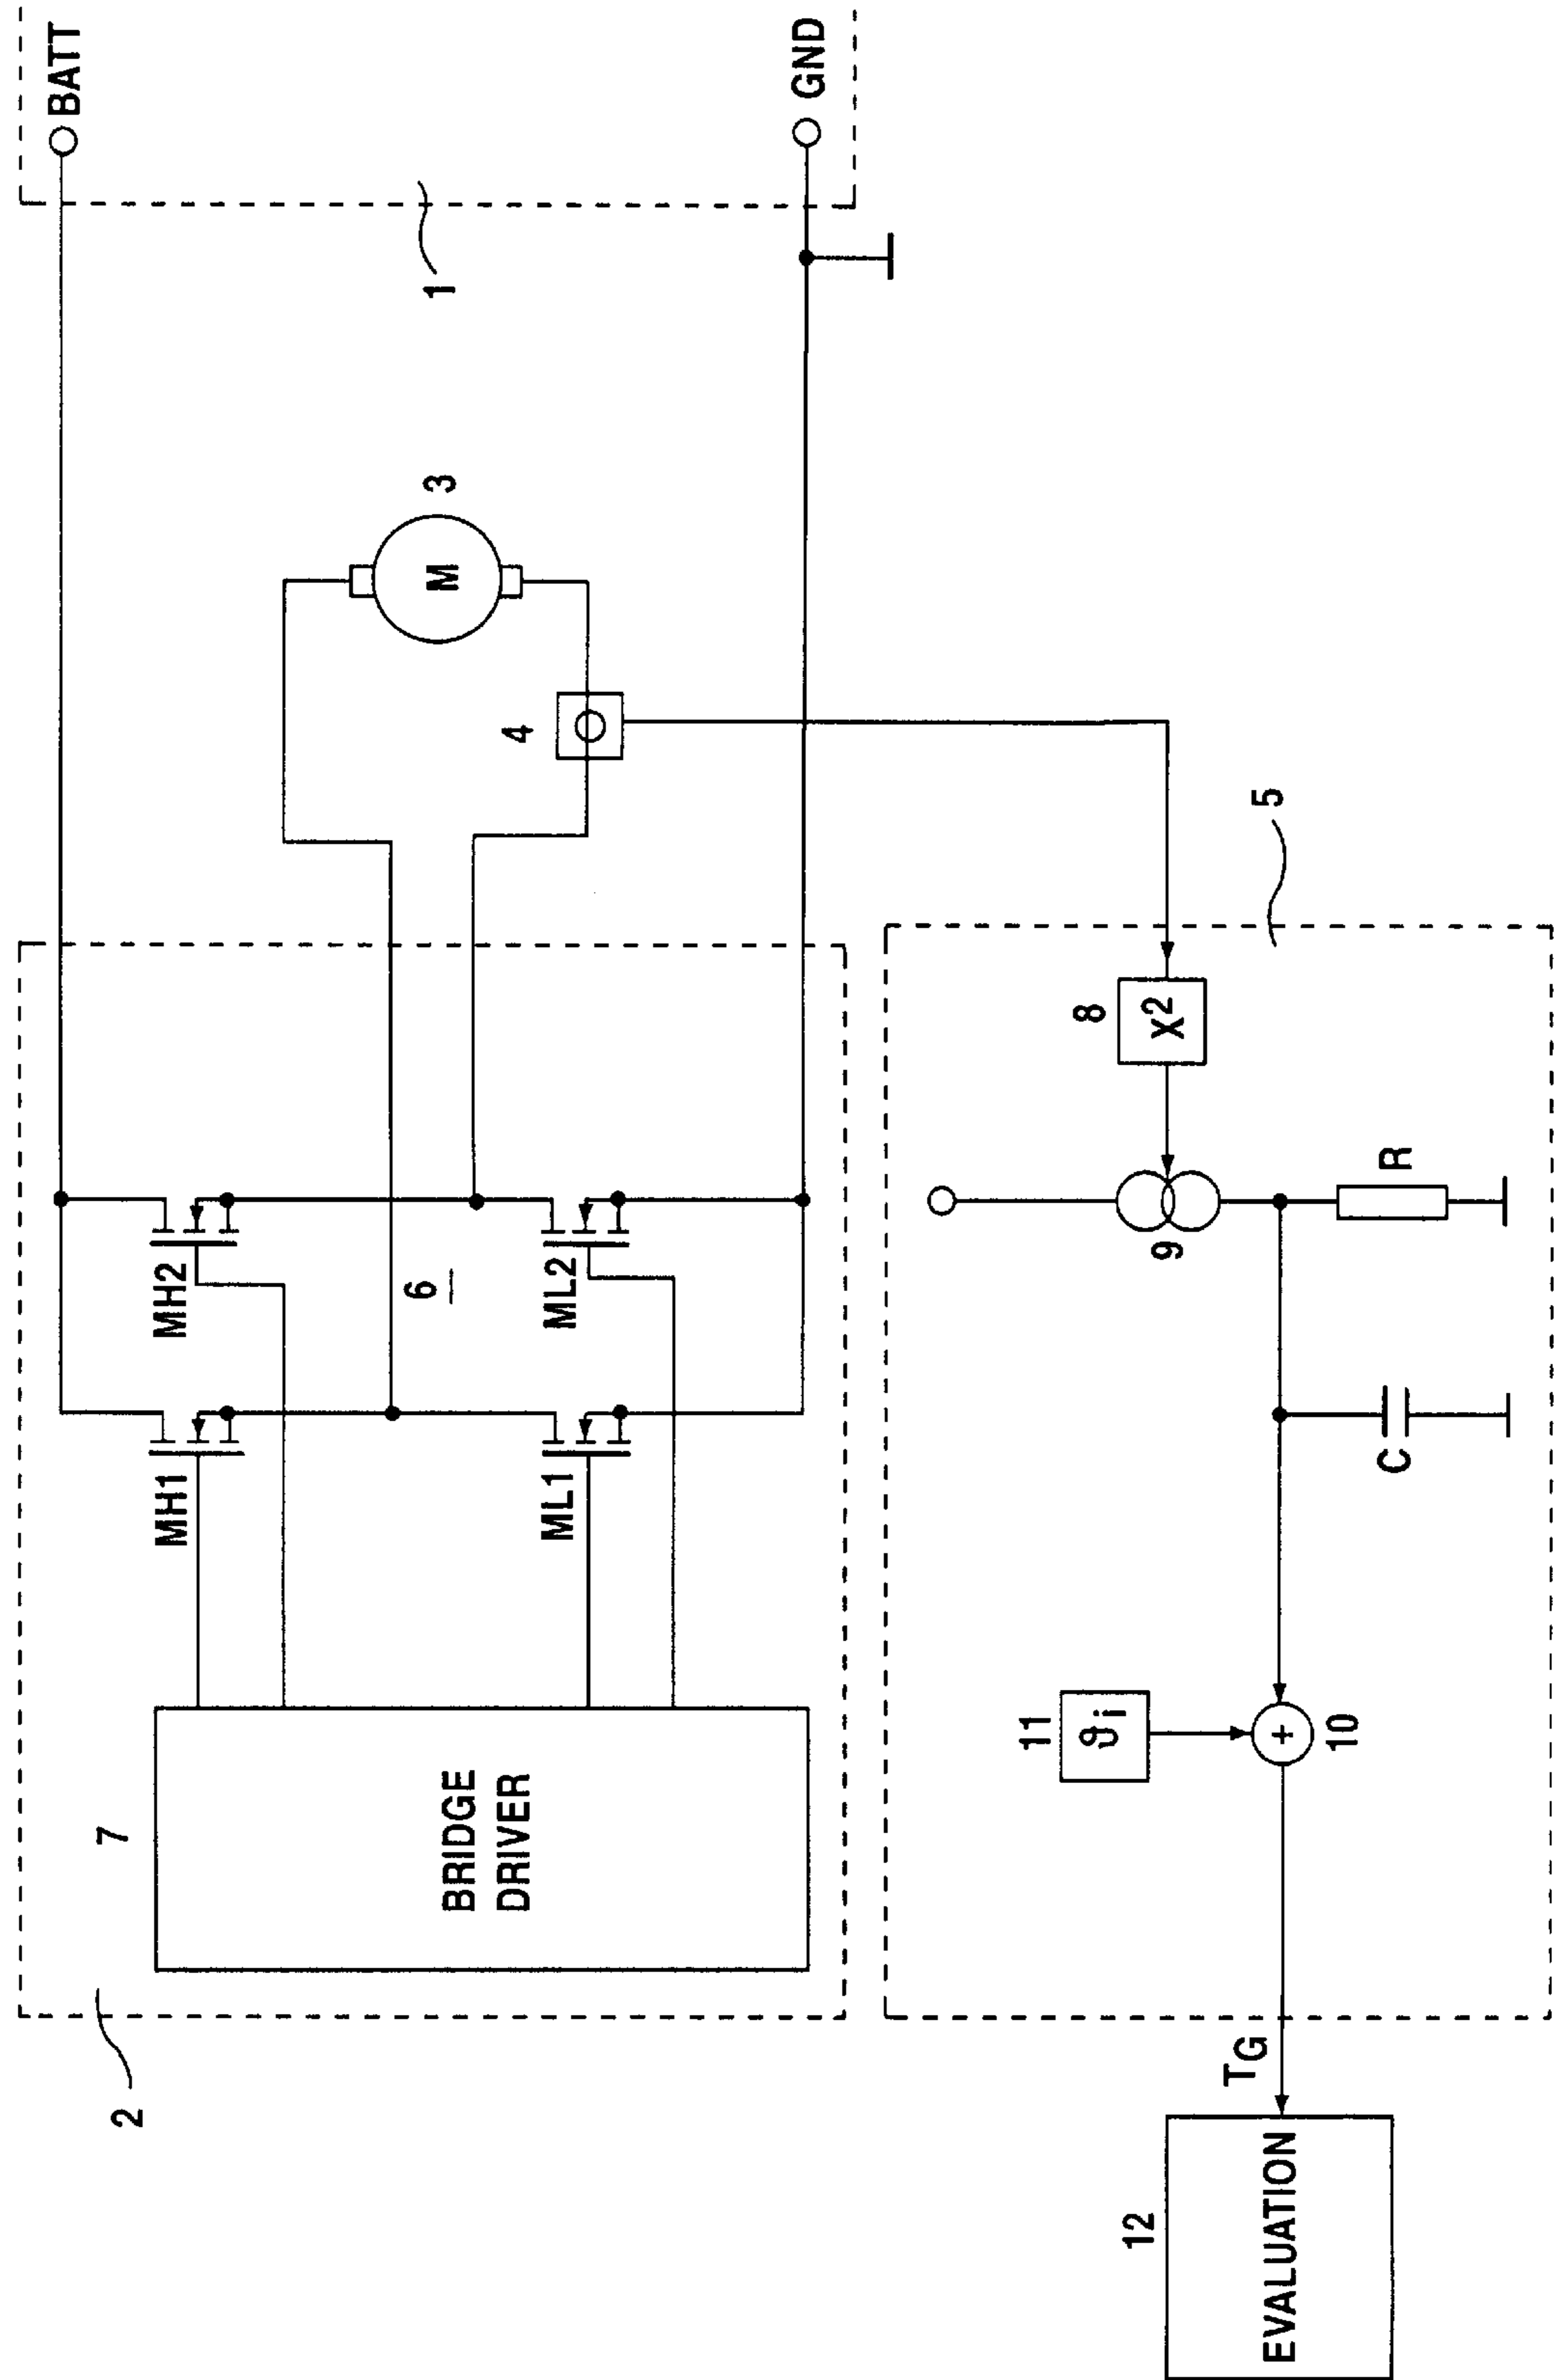 BATT
GND
1
3
M
4
5
8
X²
R
9
MH2
6
ML2
MH1
ML1
C
11
ϑi
+
10
7
BRIDGE
DRIVER
2
TG
12
EVALUATION